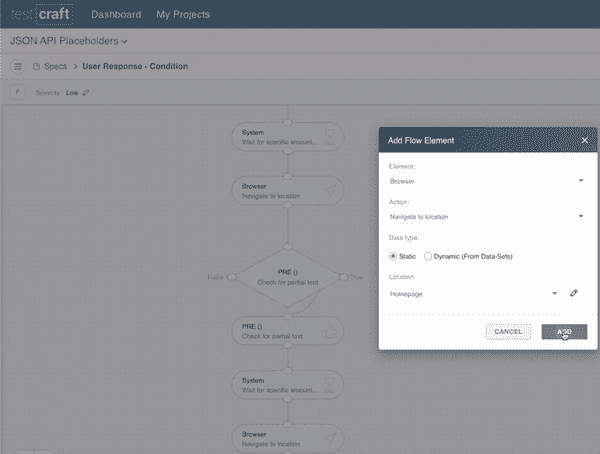 testcraft Dashboard My Projects
JSON API Placeholders
Specs > User Response - Condition
F Severity: Low
System
Wait for specific amount...
Browser
Navigate to location
PRE ()
False Check for partial text True
PRE ()
Check for partial text
System
Wait for specific amount...
Browser
Navigate to location
Add Flow Element
Element:
Browser
Action:
Navigate to location
Data type:
Static Dynamic (From Data-Sets)
Location
Homepage
CANCEL ADD